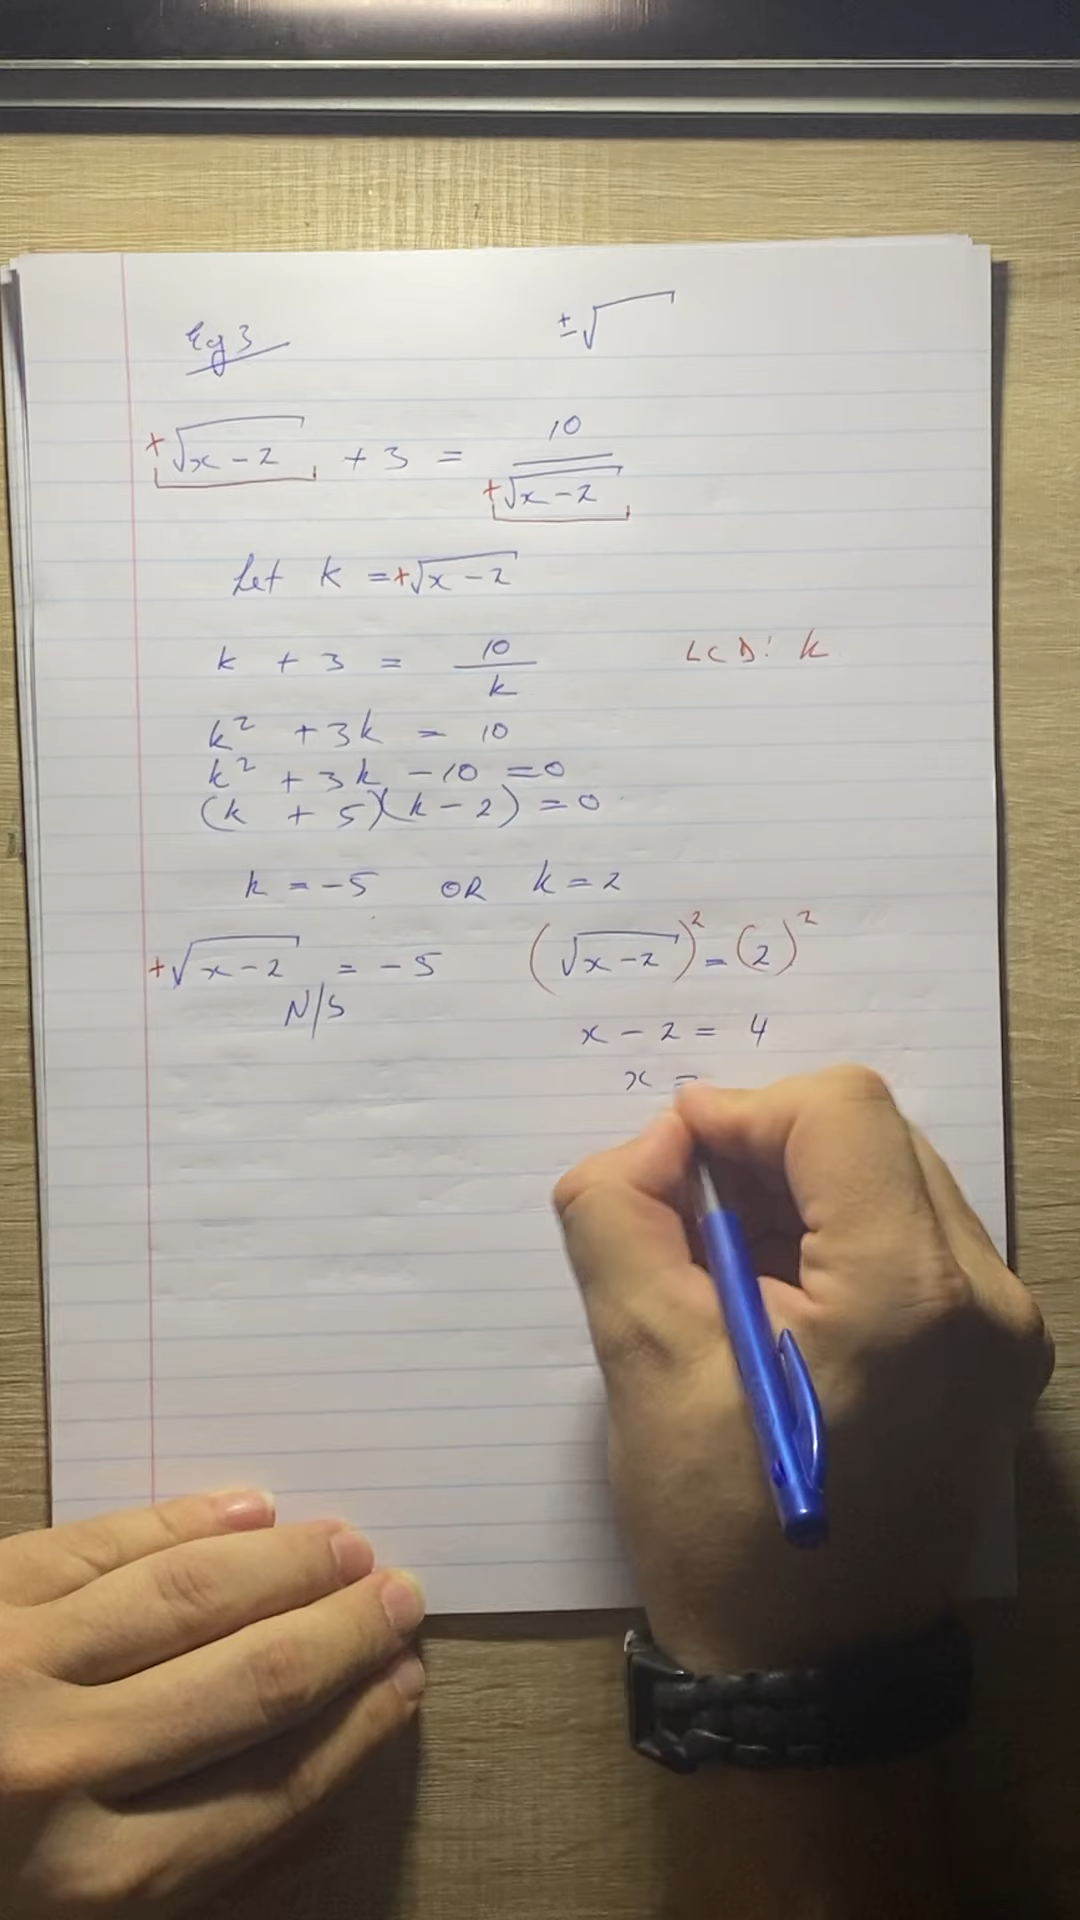 Eg 3
±√
+√x-2 + 3 = 10 / +√x-2
Let k = +√x-2
k + 3 = 10/k LCD: k
k² + 3k = 10
k² + 3k - 10 = 0
(k + 5)(k - 2) = 0
k = -5 OR k = 2
+√x-2 = -5 (√x-2)² = (2)²
N/S
x - 2 = 4
x =